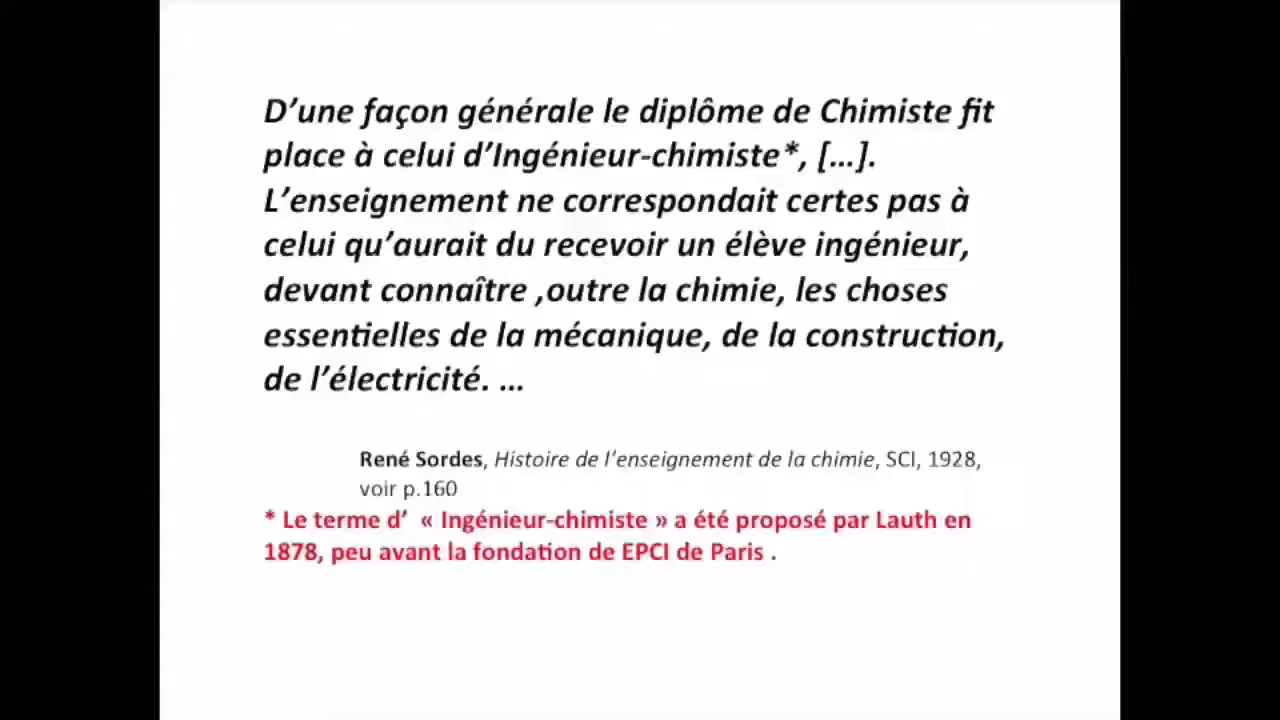 D’une façon générale le diplôme de Chimiste fit
place à celui d’Ingénieur-chimiste*, […].
L’enseignement ne correspondait certes pas à
celui qu’aurait du recevoir un élève ingénieur,
devant connaître ,outre la chimie, les choses
essentielles de la mécanique, de la construction,
de l’électricité. …
René Sordes, Histoire de l’enseignement de la chimie, SCI, 1928,
voir p.160
* Le terme d’ « Ingénieur-chimiste » a été proposé par Lauth en
1878, peu avant la fondation de EPCI de Paris .